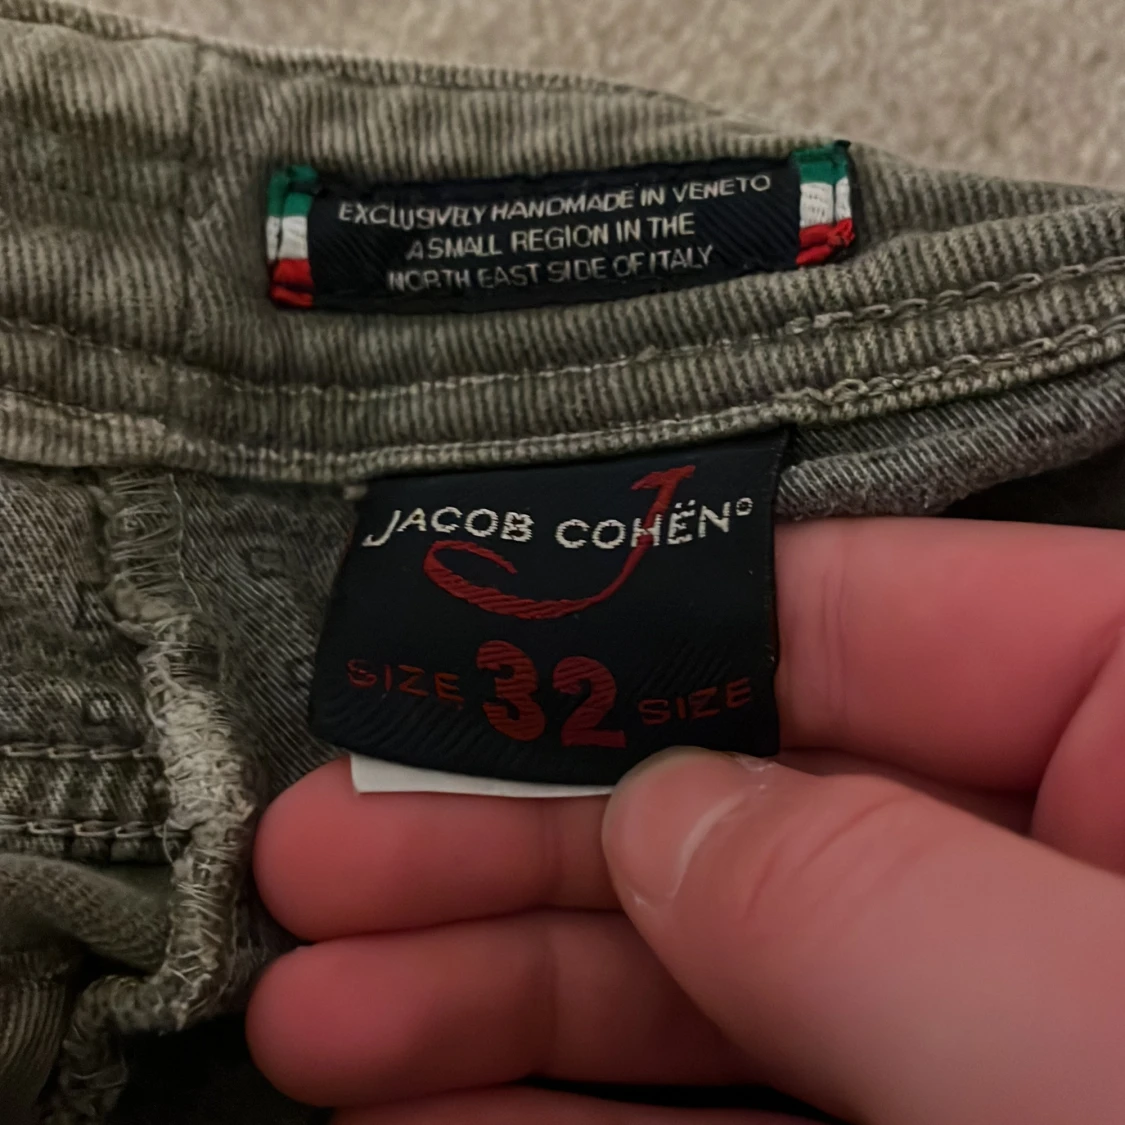 EXCLUSIVELY HANDMADE IN VENETO
A SMALL REGION IN THE
NORTH EAST SIDE OF ITALY
JACOB COHËN®
J
SIZE 32 SIZE